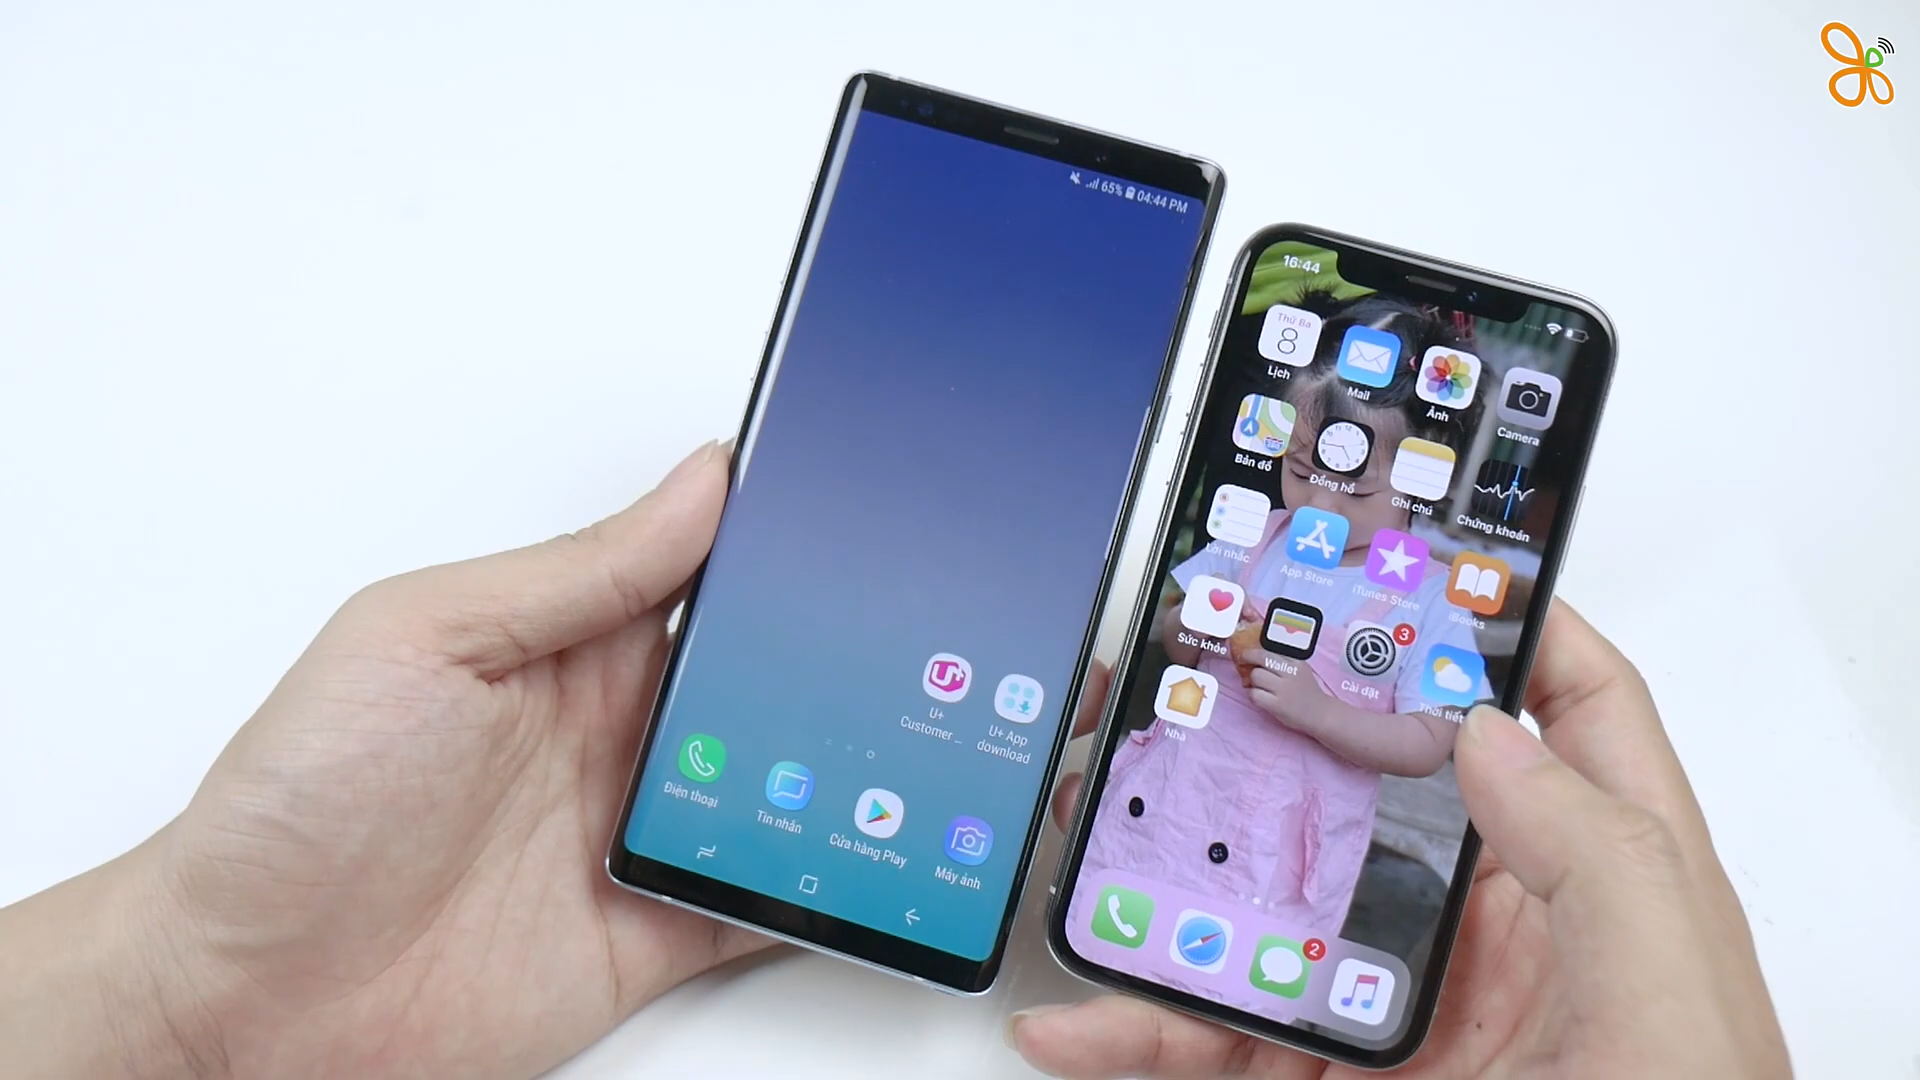 65% 04:44 PM
U+
Customer ...
U+ App
download
Điện thoại
Tin nhắn
Cửa hàng Play
Máy ảnh
16:44
Thứ Ba
8
Lịch
Mail
Ảnh
Camera
Bản đồ
Đồng hồ
Ghi chú
Chứng khoán
Lời nhắc
App Store
iTunes Store
iBooks
Sức khỏe
Wallet
3
Cài đặt
Thời tiết
Nhà
2